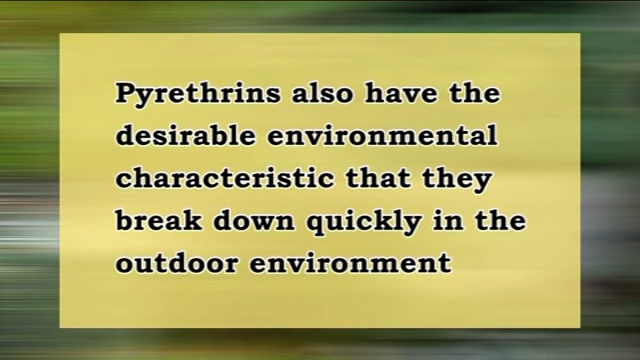 Pyrethrins also have the
desirable environmental
characteristic that they
break down quickly in the
outdoor environment